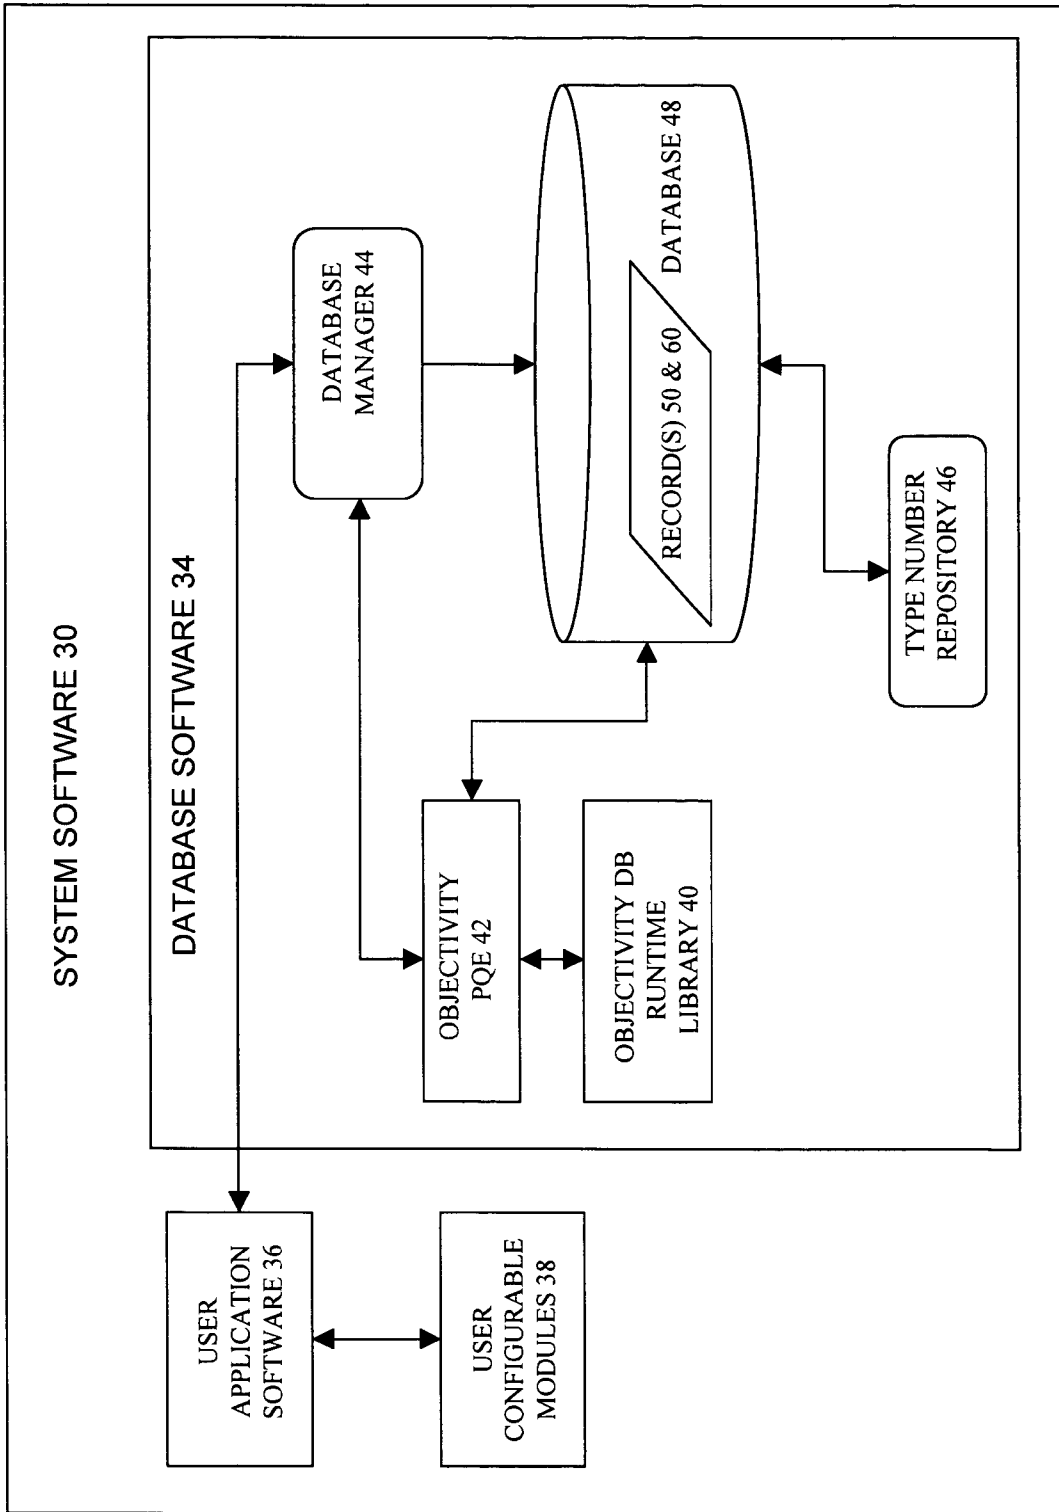 SYSTEM SOFTWARE 30
DATABASE SOFTWARE 34
USER
APPLICATION
SOFTWARE 36
USER
CONFIGURABLE
MODULES 38
OBJECTIVITY
PQE 42
OBJECTIVITY DB
RUNTIME
LIBRARY 40
DATABASE
MANAGER 44
RECORD(S) 50 & 60
DATABASE 48
TYPE NUMBER
REPOSITORY 46